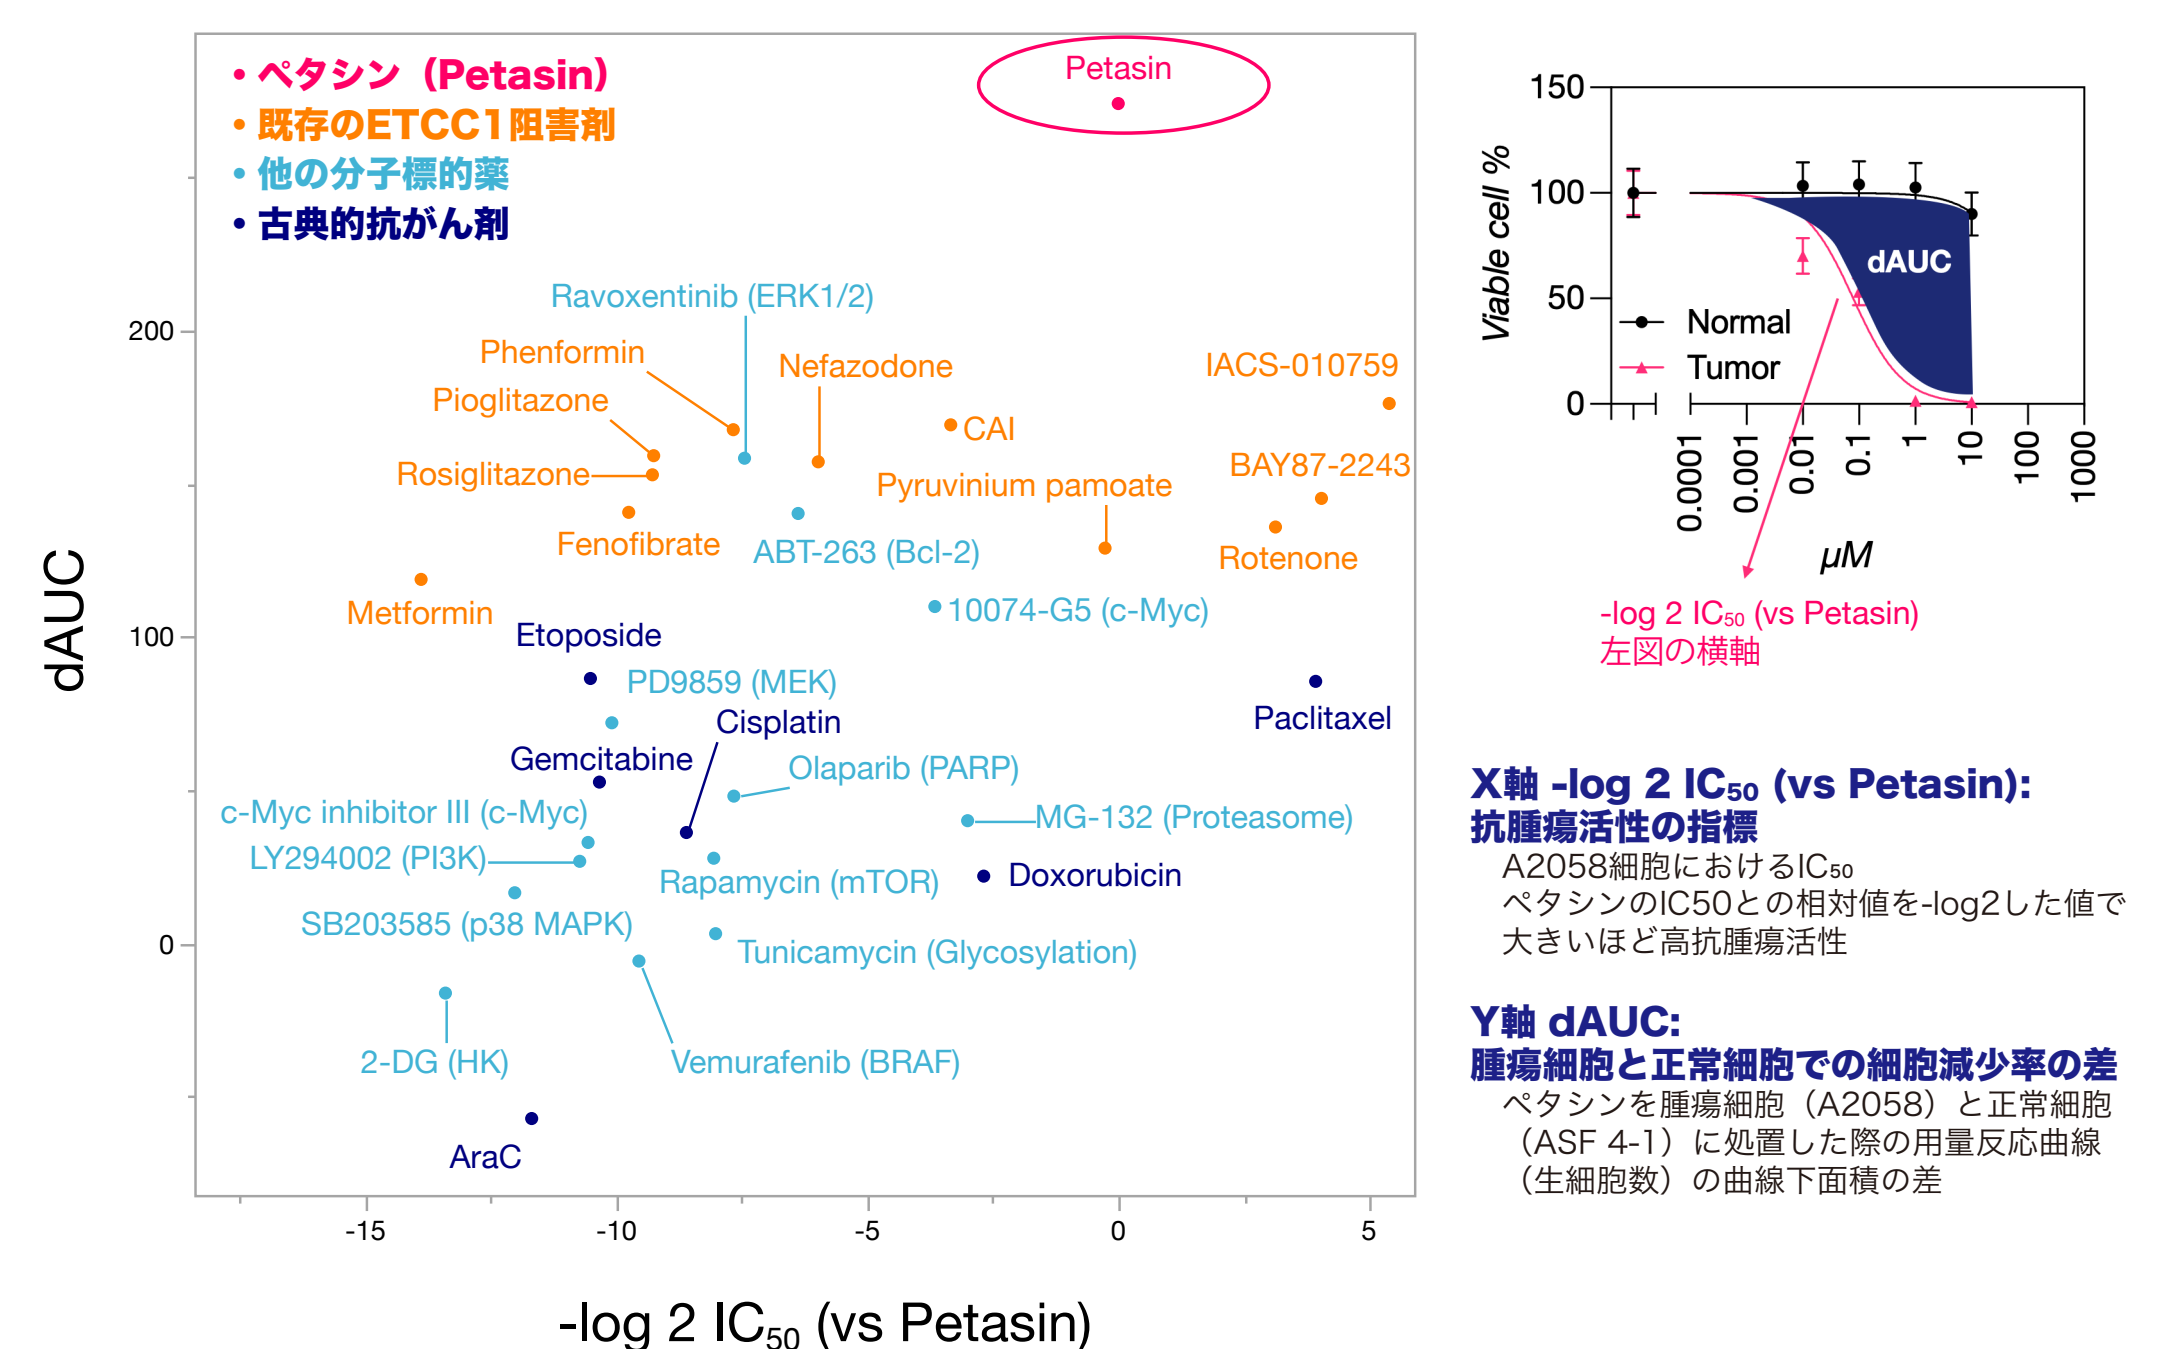 • ペタシン（Petasin）
• 既存のETCC1阻害剤
• 他の分子標的薬
• 古典的抗がん剤
Petasin
Ravoxentinib (ERK1/2)
Phenformin
Nefazodone
IACS-010759
Pioglitazone
CAI
Rosiglitazone
BAY87-2243
Pyruvinium pamoate
Fenofibrate
ABT-263 (Bcl-2)
Rotenone
Metformin
10074-G5 (c-Myc)
Etoposide
PD9859 (MEK)
Cisplatin
Paclitaxel
Gemcitabine
Olaparib (PARP)
c-Myc inhibitor III (c-Myc)
MG-132 (Proteasome)
LY294002 (PI3K)
Rapamycin (mTOR)
Doxorubicin
SB203585 (p38 MAPK)
Tunicamycin (Glycosylation)
2-DG (HK)
Vemurafenib (BRAF)
AraC
dAUC
200
100
0
-15
-10
-5
0
5
-log 2 IC50 (vs Petasin)
Viable cell %
150
100
50
0
dAUC
Normal
Tumor
0.0001
0.001
0.01
0.1
1
10
100
1000
μM
-log 2 IC50 (vs Petasin)
左図の横軸
X軸 -log 2 IC50 (vs Petasin):
抗腫瘍活性の指標
A2058細胞におけるIC50
ペタシンのIC50との相対値を-log2した値で
大きいほど高抗腫瘍活性
Y軸 dAUC:
腫瘍細胞と正常細胞での細胞減少率の差
ペタシンを腫瘍細胞（A2058）と正常細胞
（ASF 4-1）に処置した際の用量反応曲線
（生細胞数）の曲線下面積の差